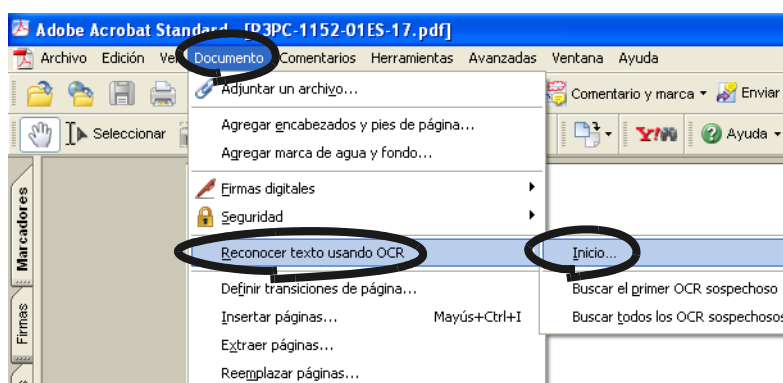 Adobe Acrobat Standard - [P3PC-1152-01ES-17.pdf]
Archivo Edición Ver Documento Comentarios Herramientas Avanzadas Ventana Ayuda
Adjuntar un archivo...
Comentario y marca
Enviar
Seleccionar
Agregar encabezados y pies de página...
Y!
Ayuda
Agregar marca de agua y fondo...
Marcadores
Firmas digitales
Seguridad
Reconocer texto usando OCR
Inicio...
Definir transiciones de página...
Buscar el primer OCR sospechoso
Firmas
Insertar páginas... Mayús+Ctrl+I
Buscar todos los OCR sospechosos
Extraer páginas...
Reemplazar páginas...